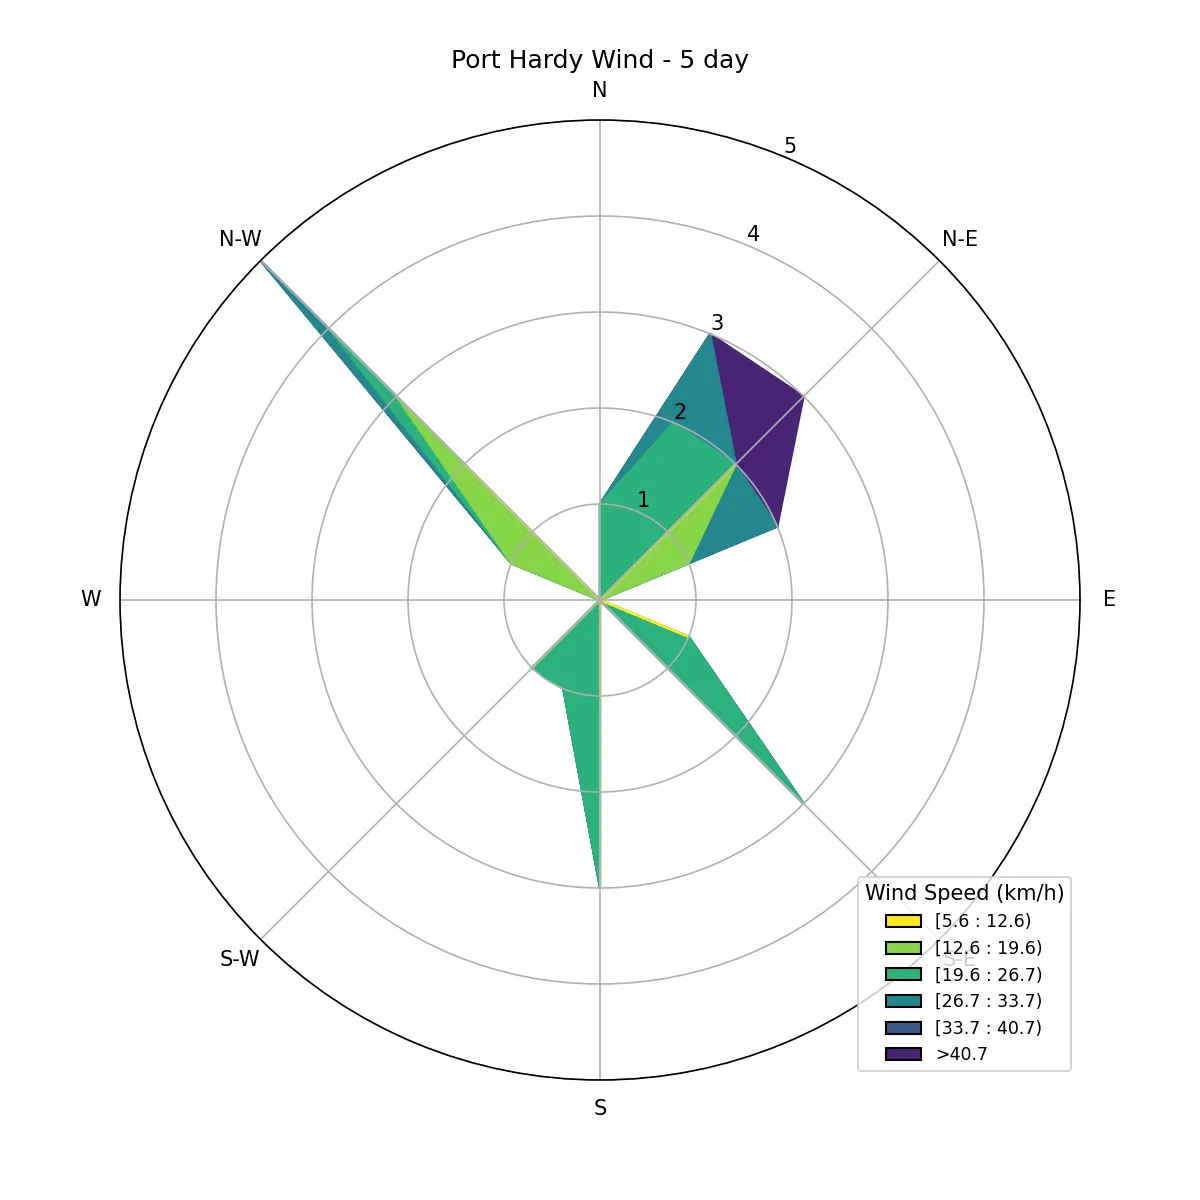 Port Hardy Wind - 5 day
N
N-W
N-E
5
4
3
2
1
W
E
S-W
S-E
S
Wind Speed (km/h)
[5.6 : 12.6)
[12.6 : 19.6)
[19.6 : 26.7)
[26.7 : 33.7)
[33.7 : 40.7)
>40.7